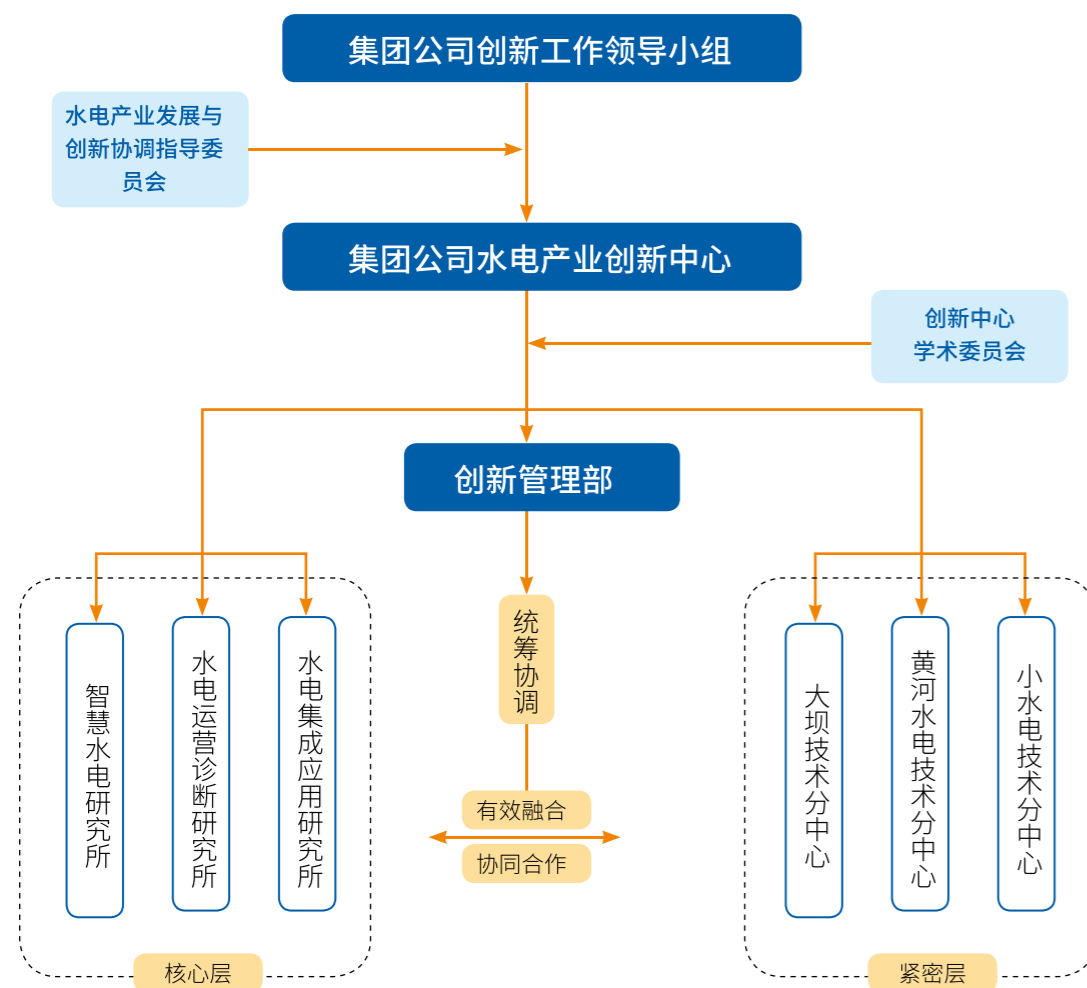 集团公司创新工作领导小组
水电产业发展与
创新协调指导委
员会
集团公司水电产业创新中心
创新中心
学术委员会
创新管理部
智慧水电研究所
水电运营诊断研究所
水电集成应用研究所
统筹协调
有效融合
协同合作
大坝技术分中心
黄河水电技术分中心
小水电技术分中心
核心层
紧密层